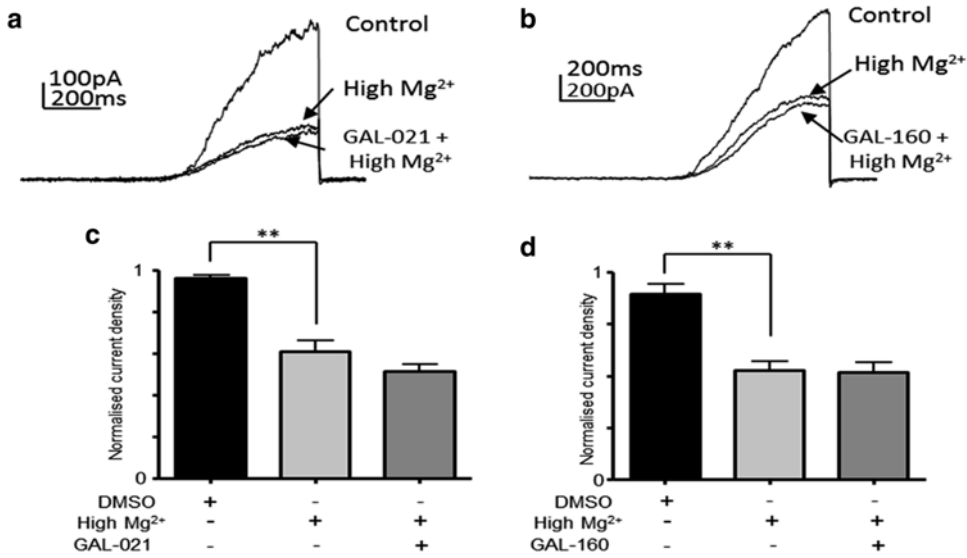 a
Control
100pA
200ms
High Mg²⁺
GAL-021 +
High Mg²⁺
b
Control
200ms
200pA
High Mg²⁺
GAL-160 +
High Mg²⁺
c
**
1
Normalised current density
0
DMSO + - -
High Mg²⁺ - + +
GAL-021 - - +
d
**
1
Normalised current density
0
DMSO + - -
High Mg²⁺ - + +
GAL-160 - - +